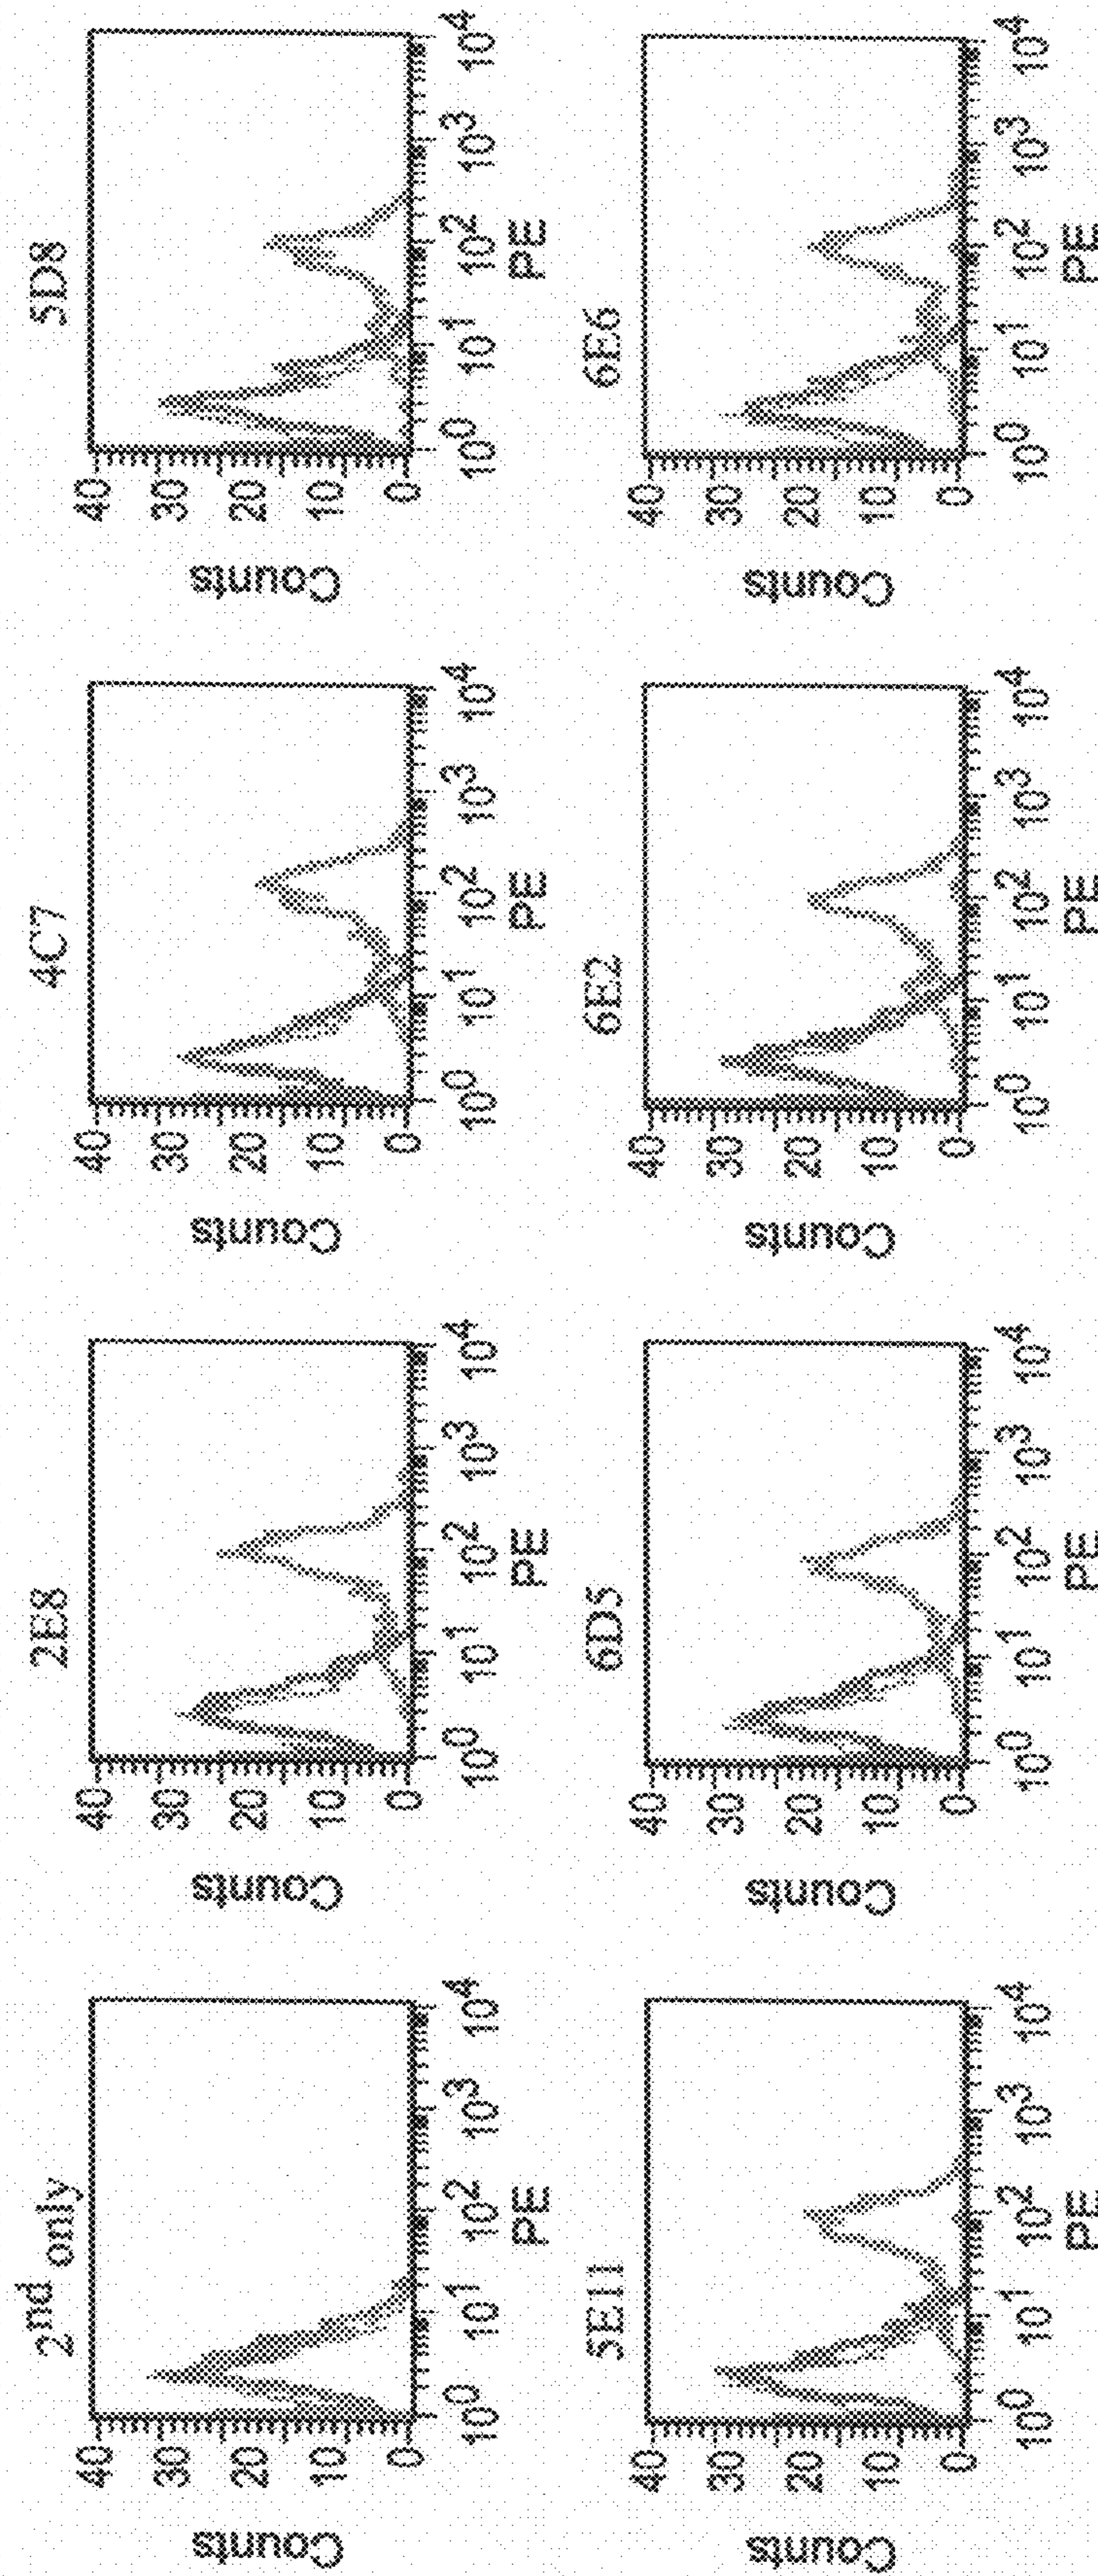 2nd only 2E8 4C7 5D8
Counts 40 30 20 10 0 Counts 40 30 20 10 0 Counts 40 30 20 10 0 Counts 40 30 20 10 0
10^0 10^1 10^2 10^3 10^4 10^0 10^1 10^2 10^3 10^4 10^0 10^1 10^2 10^3 10^4 10^0 10^1 10^2 10^3 10^4
PE PE PE PE
5E11 6D5 6E2 6E6
Counts 40 30 20 10 0 Counts 40 30 20 10 0 Counts 40 30 20 10 0 Counts 40 30 20 10 0
10^0 10^1 10^2 10^3 10^4 10^0 10^1 10^2 10^3 10^4 10^0 10^1 10^2 10^3 10^4 10^0 10^1 10^2 10^3 10^4
PE PE PE PE